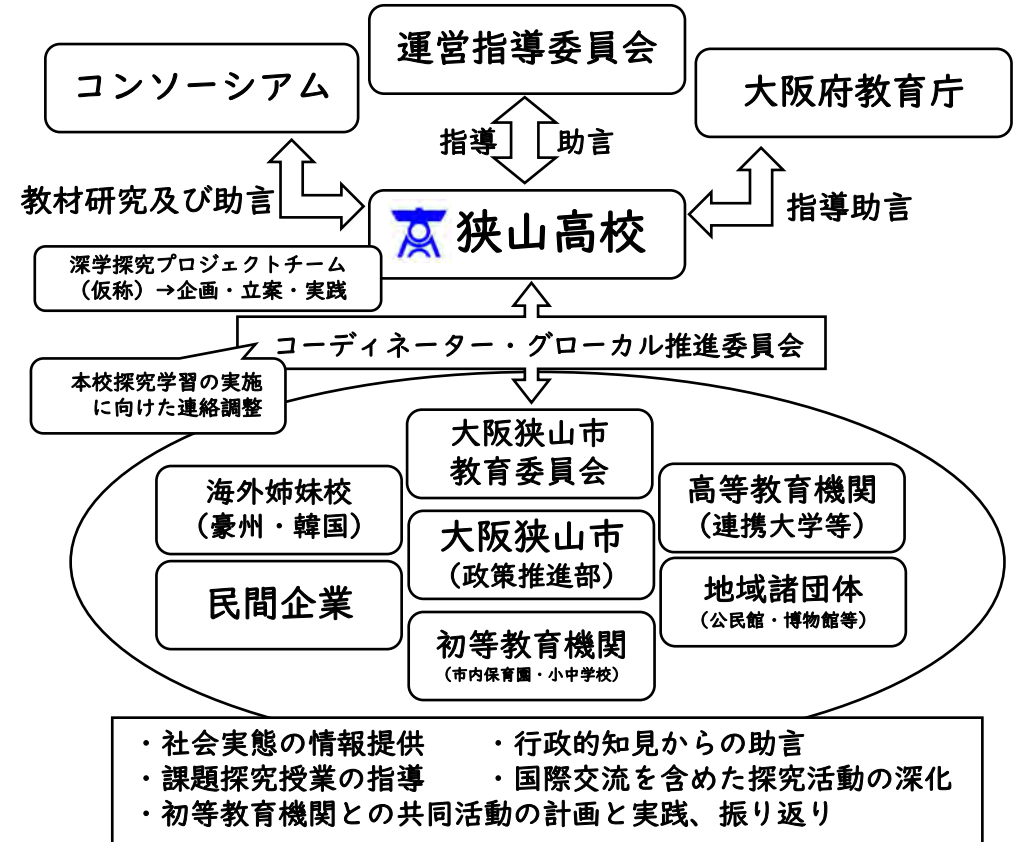 運営指導委員会
コンソーシアム
大阪府教育庁
指導
助言
教材研究及び助言
指導助言
狭山高校
深学探究プロジェクトチーム
（仮称）→企画・立案・実践
コーディネーター・グローカル推進委員会
本校探究学習の実施
に向けた連絡調整
大阪狭山市
教育委員会
海外姉妹校
（豪州・韓国）
高等教育機関
（連携大学等）
大阪狭山市
（政策推進部）
民間企業
地域諸団体
（公民館・博物館等）
初等教育機関
（市内保育園・小中学校）
・社会実態の情報提供　　・行政的知見からの助言
・課題探究授業の指導　　・国際交流を含めた探究活動の深化
・初等教育機関との共同活動の計画と実践、振り返り